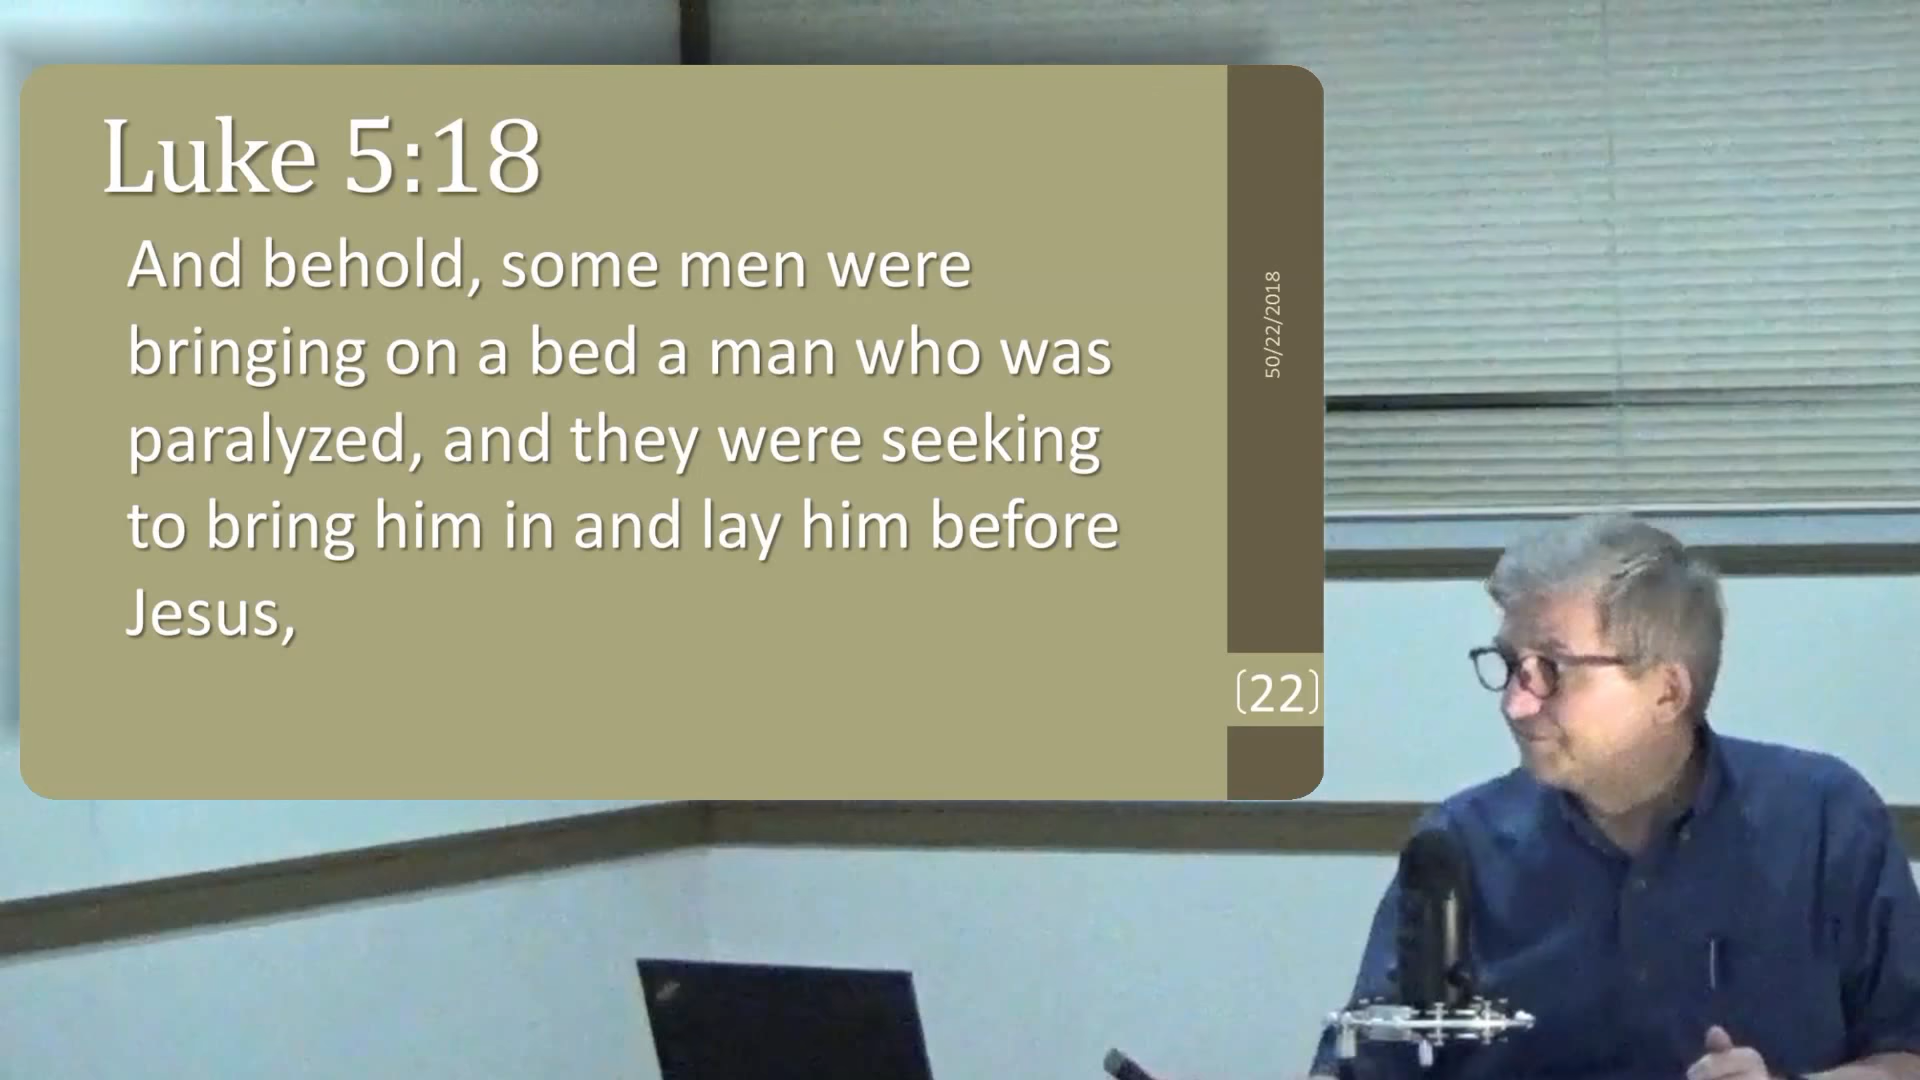 Luke 5:18
And behold, some men were
bringing on a bed a man who was
paralyzed, and they were seeking
to bring him in and lay him before
Jesus,
50/22/2018
(22)